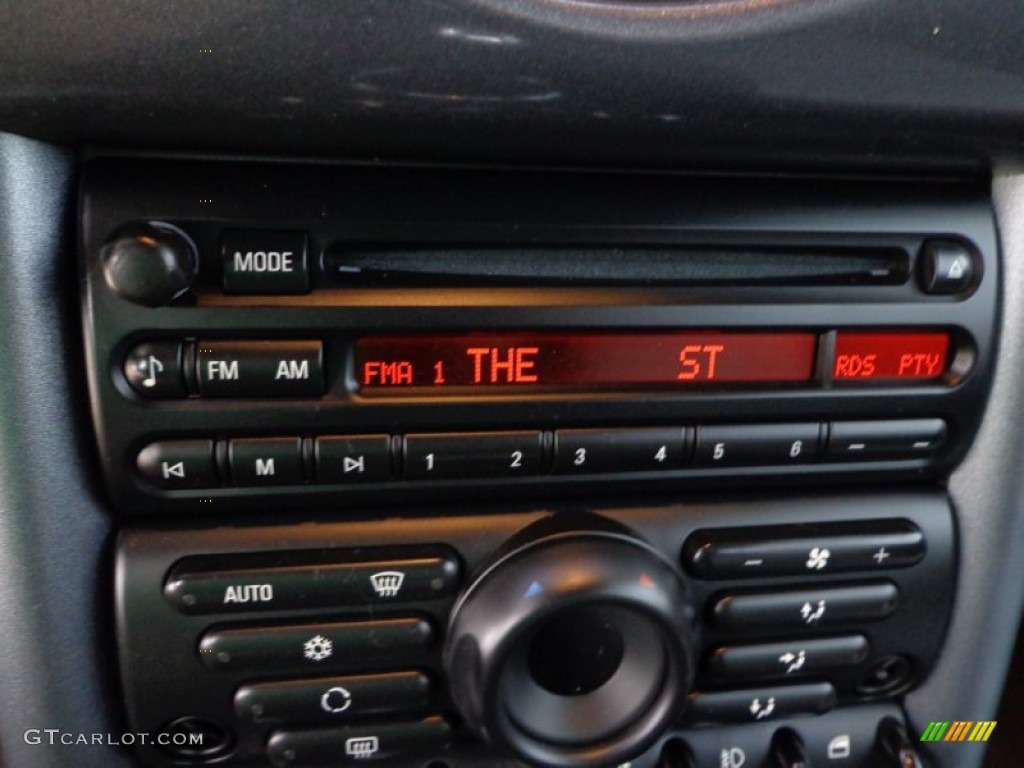 MODE
FM AM
FMA 1 THE ST RDS PTY
M 1 2 3 4 5 6
AUTO
GTCARLOT.COM